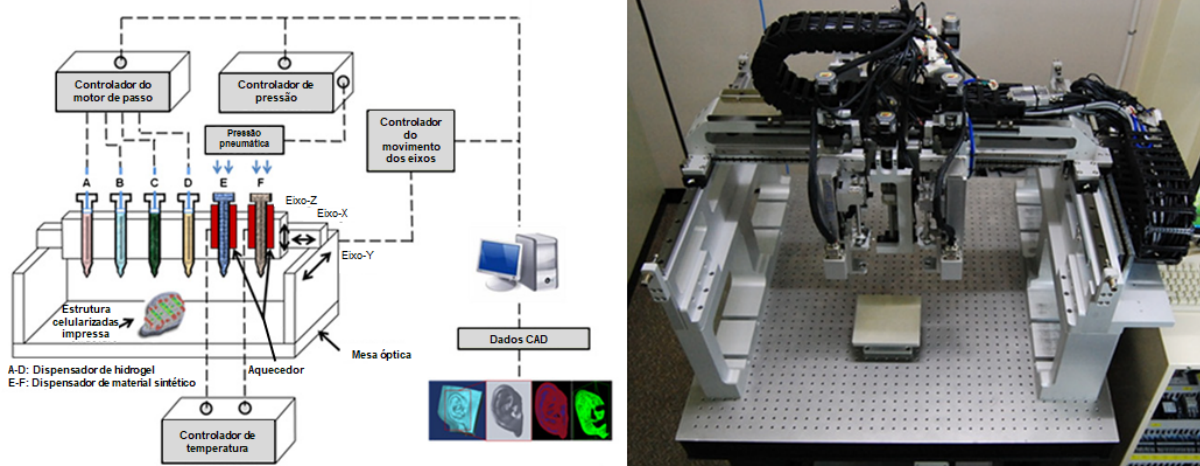 Controlador do
motor de passo
Controlador de
pressão
Pressão
pneumática
Controlador
do
movimento
dos eixos
A
B
C
D
E
F
Eixo-Z
Eixo-X
Eixo-Y
Estrutura
celularizadas
impressa
Mesa óptica
Aquecedor
A-D: Dispensador de hidrogel
E-F: Dispensador de material sintético
Dados CAD
Controlador de
temperatura